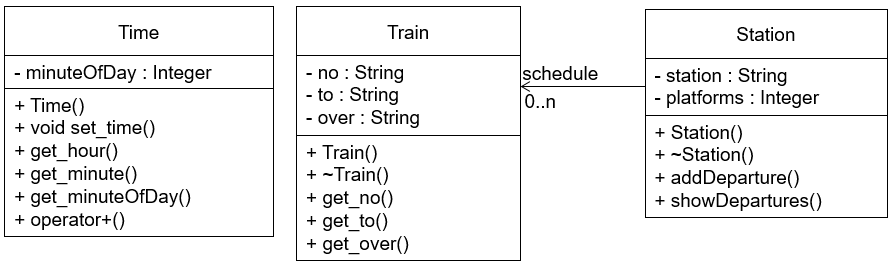 Time
- minuteOfDay : Integer
+ Time()
+ void set_time()
+ get_hour()
+ get_minute()
+ get_minuteOfDay()
+ operator+()
Train
- no : String
- to : String
- over : String
+ Train()
+ ~Train()
+ get_no()
+ get_to()
+ get_over()
schedule
0..n
Station
- station : String
- platforms : Integer
+ Station()
+ ~Station()
+ addDeparture()
+ showDepartures()